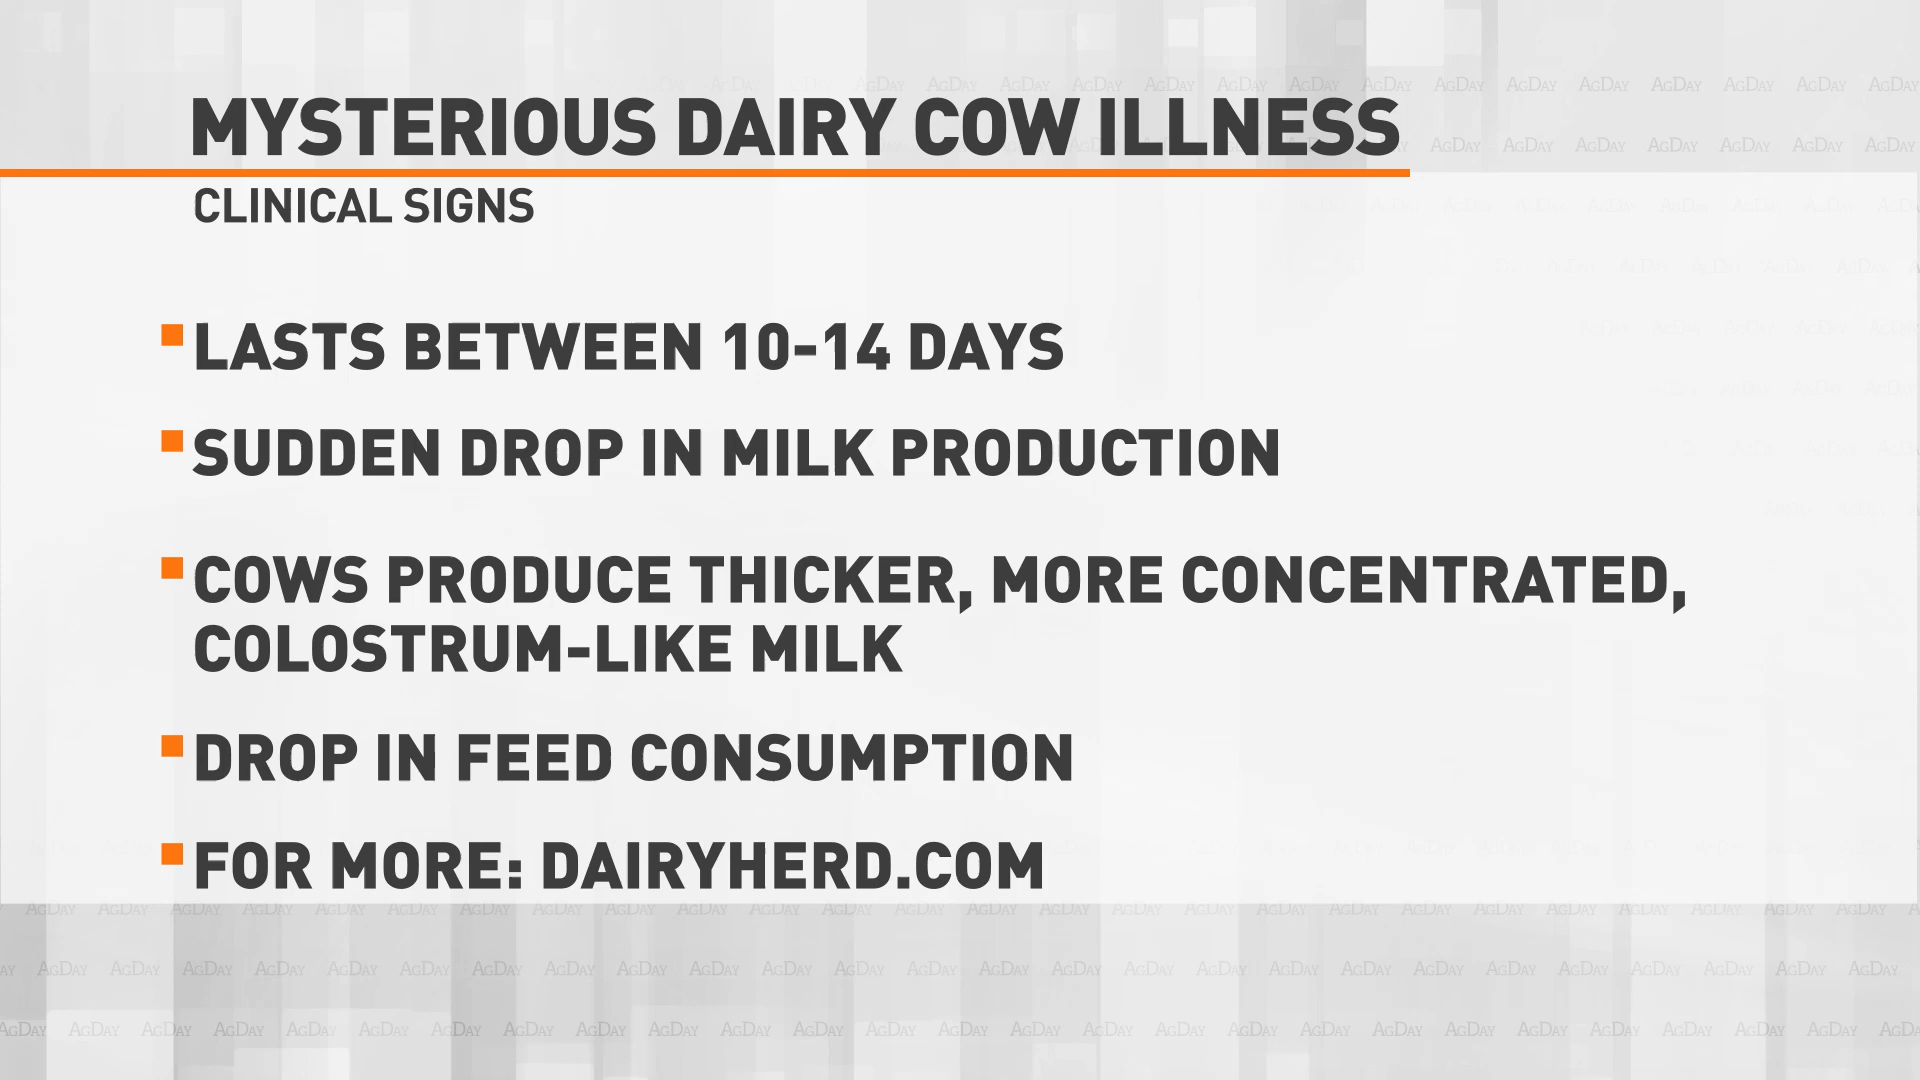 MYSTERIOUS DAIRY COW ILLNESS
CLINICAL SIGNS
LASTS BETWEEN 10-14 DAYS
SUDDEN DROP IN MILK PRODUCTION
COWS PRODUCE THICKER, MORE CONCENTRATED,
COLOSTRUM-LIKE MILK
DROP IN FEED CONSUMPTION
FOR MORE: DAIRYHERD.COM